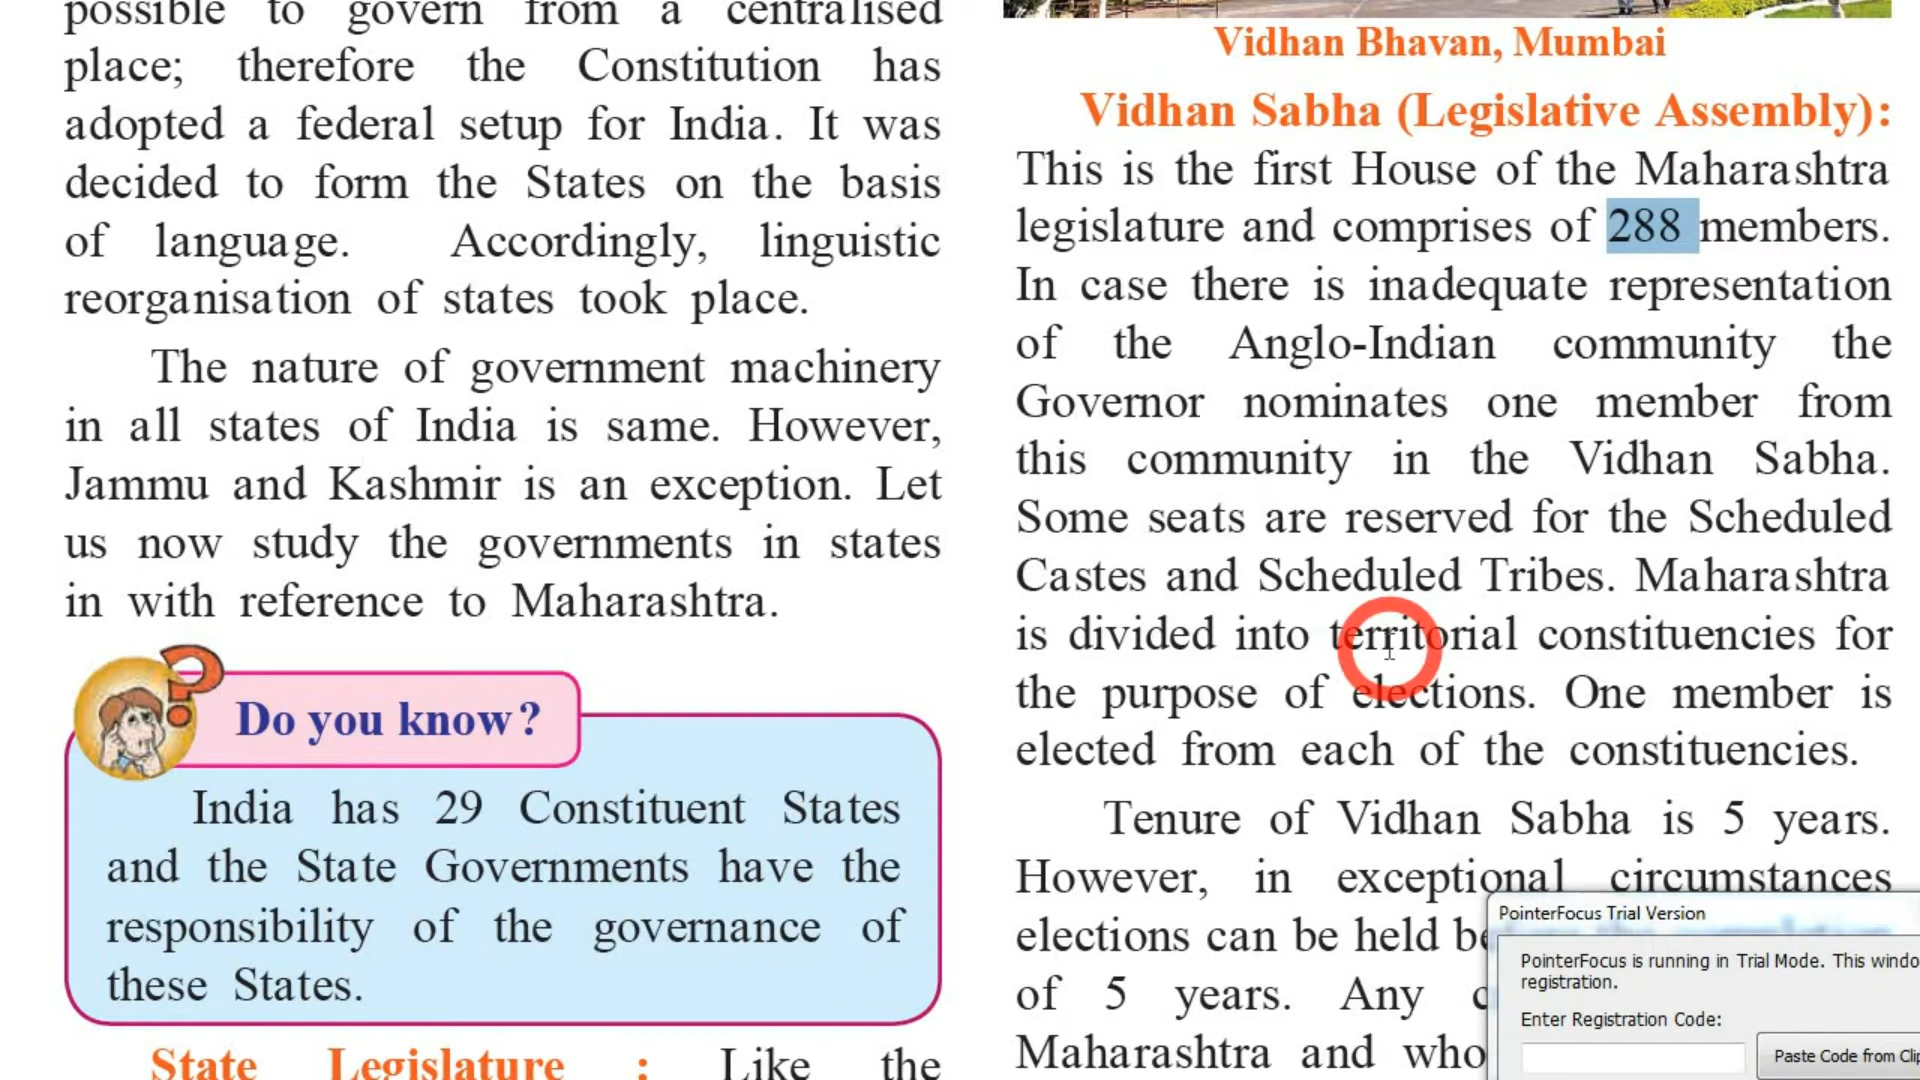 possible to govern from a centralised
place; therefore the Constitution has
adopted a federal setup for India. It was
decided to form the States on the basis
of language. Accordingly, linguistic
reorganisation of states took place.
The nature of government machinery
in all states of India is same. However,
Jammu and Kashmir is an exception. Let
us now study the governments in states
in with reference to Maharashtra.
Do you know?
India has 29 Constituent States
and the State Governments have the
responsibility of the governance of
these States.
State Legislature : Like the
Vidhan Bhavan, Mumbai
Vidhan Sabha (Legislative Assembly):
This is the first House of the Maharashtra
legislature and comprises of 288 members.
In case there is inadequate representation
of the Anglo-Indian community the
Governor nominates one member from
this community in the Vidhan Sabha.
Some seats are reserved for the Scheduled
Castes and Scheduled Tribes. Maharashtra
is divided into territorial constituencies for
the purpose of elections. One member is
elected from each of the constituencies.
Tenure of Vidhan Sabha is 5 years.
However, in exceptional circumstances
elections can be held
of 5 years. Any
Maharashtra and who
PointerFocus Trial Version
PointerFocus is running in Trial Mode. This windo
registration.
Enter Registration Code:
Paste Code from Cli